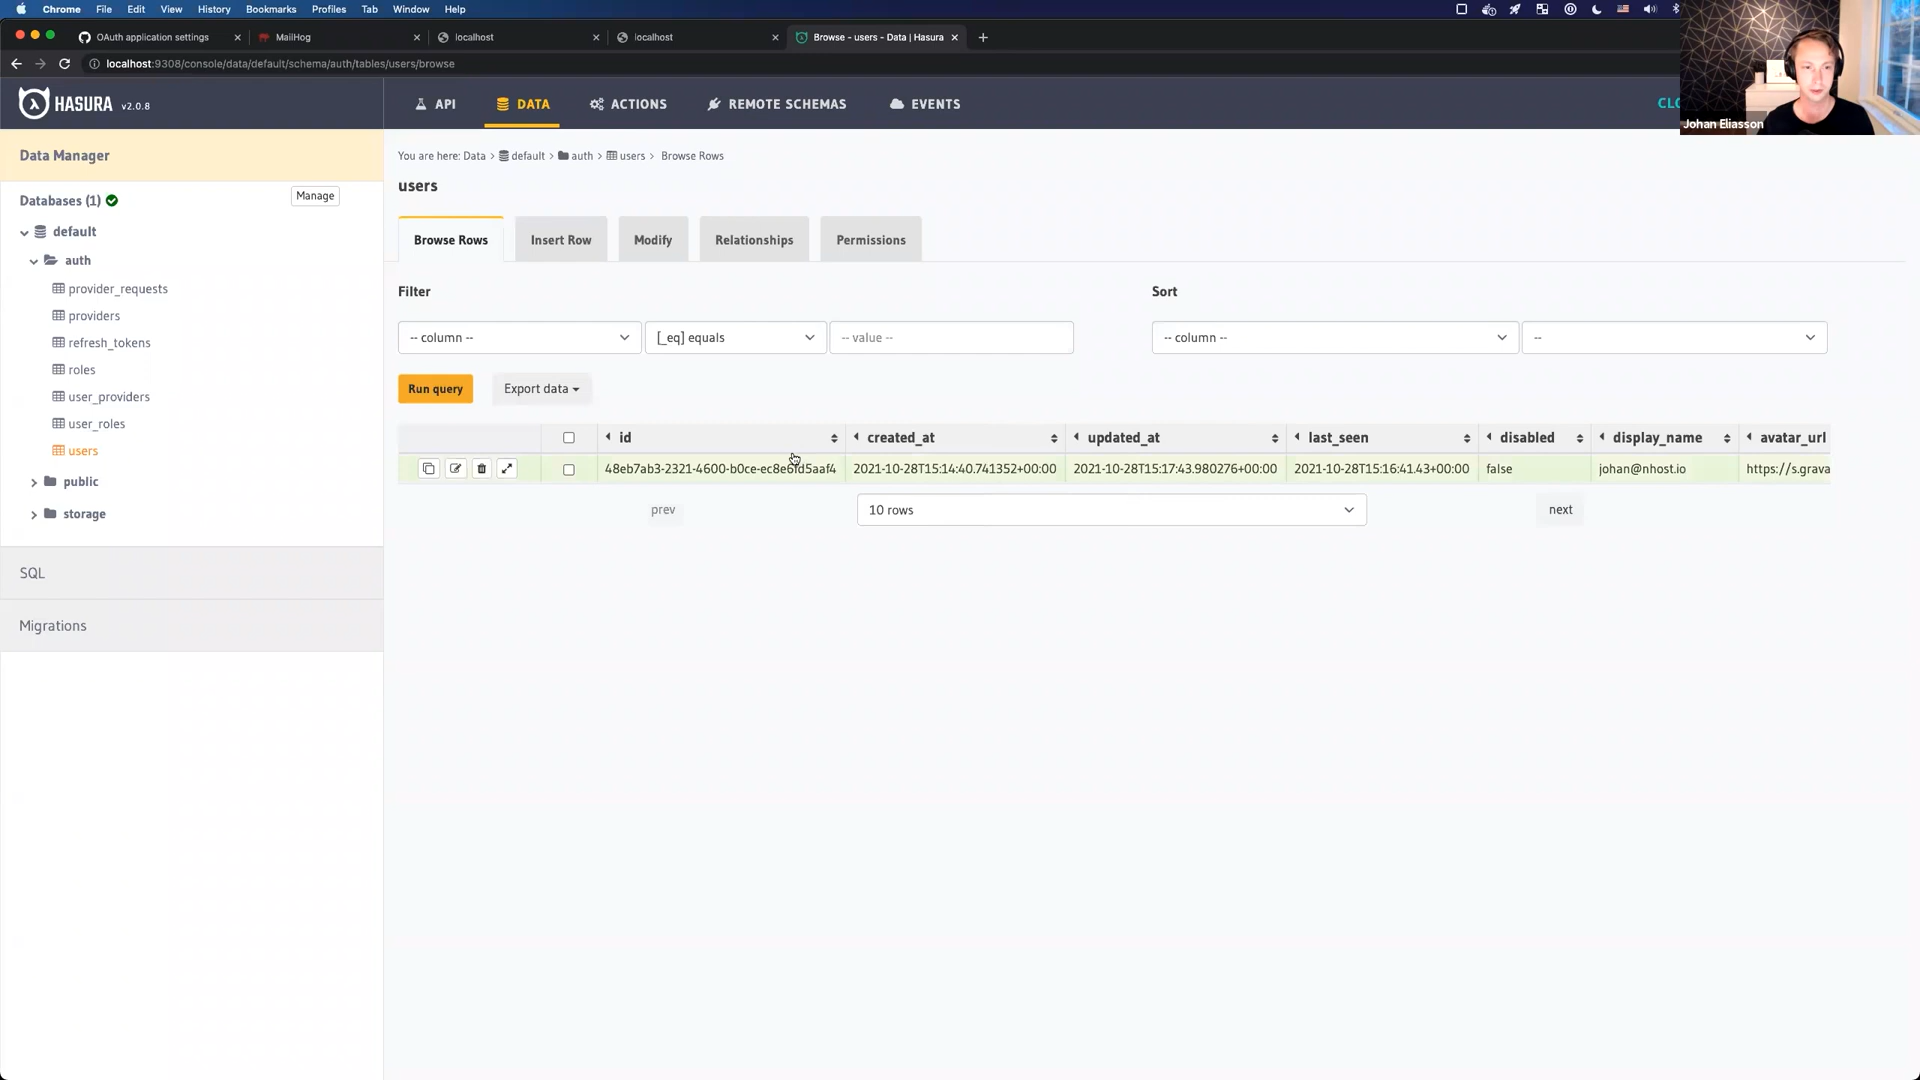 Chrome File Edit View History Bookmarks Profiles Tab Window Help
OAuth application settings MailHog localhost localhost Browse - users - Data | Hasura
localhost:9308/console/data/default/schema/auth/tables/users/browse
HASURA v2.0.8 API DATA ACTIONS REMOTE SCHEMAS EVENTS CLO
Johan Eliasson
Data Manager
Databases (1) Manage
default
auth
provider_requests
providers
refresh_tokens
roles
user_providers
user_roles
users
public
storage
SQL
Migrations
You are here: Data > default > auth > users > Browse Rows
users
Browse Rows Insert Row Modify Relationships Permissions
Filter Sort
-- column -- [_eq] equals -- value -- -- column -- --
Run query Export data
id created_at updated_at last_seen disabled display_name avatar_url
2021-10-28T15:14:40.741352+00:00 2021-10-28T15:17:43.980276+00:00 2021-10-28T15:16:41.43+00:00 false johan@nhost.io https://s.grava
prev 10 rows next